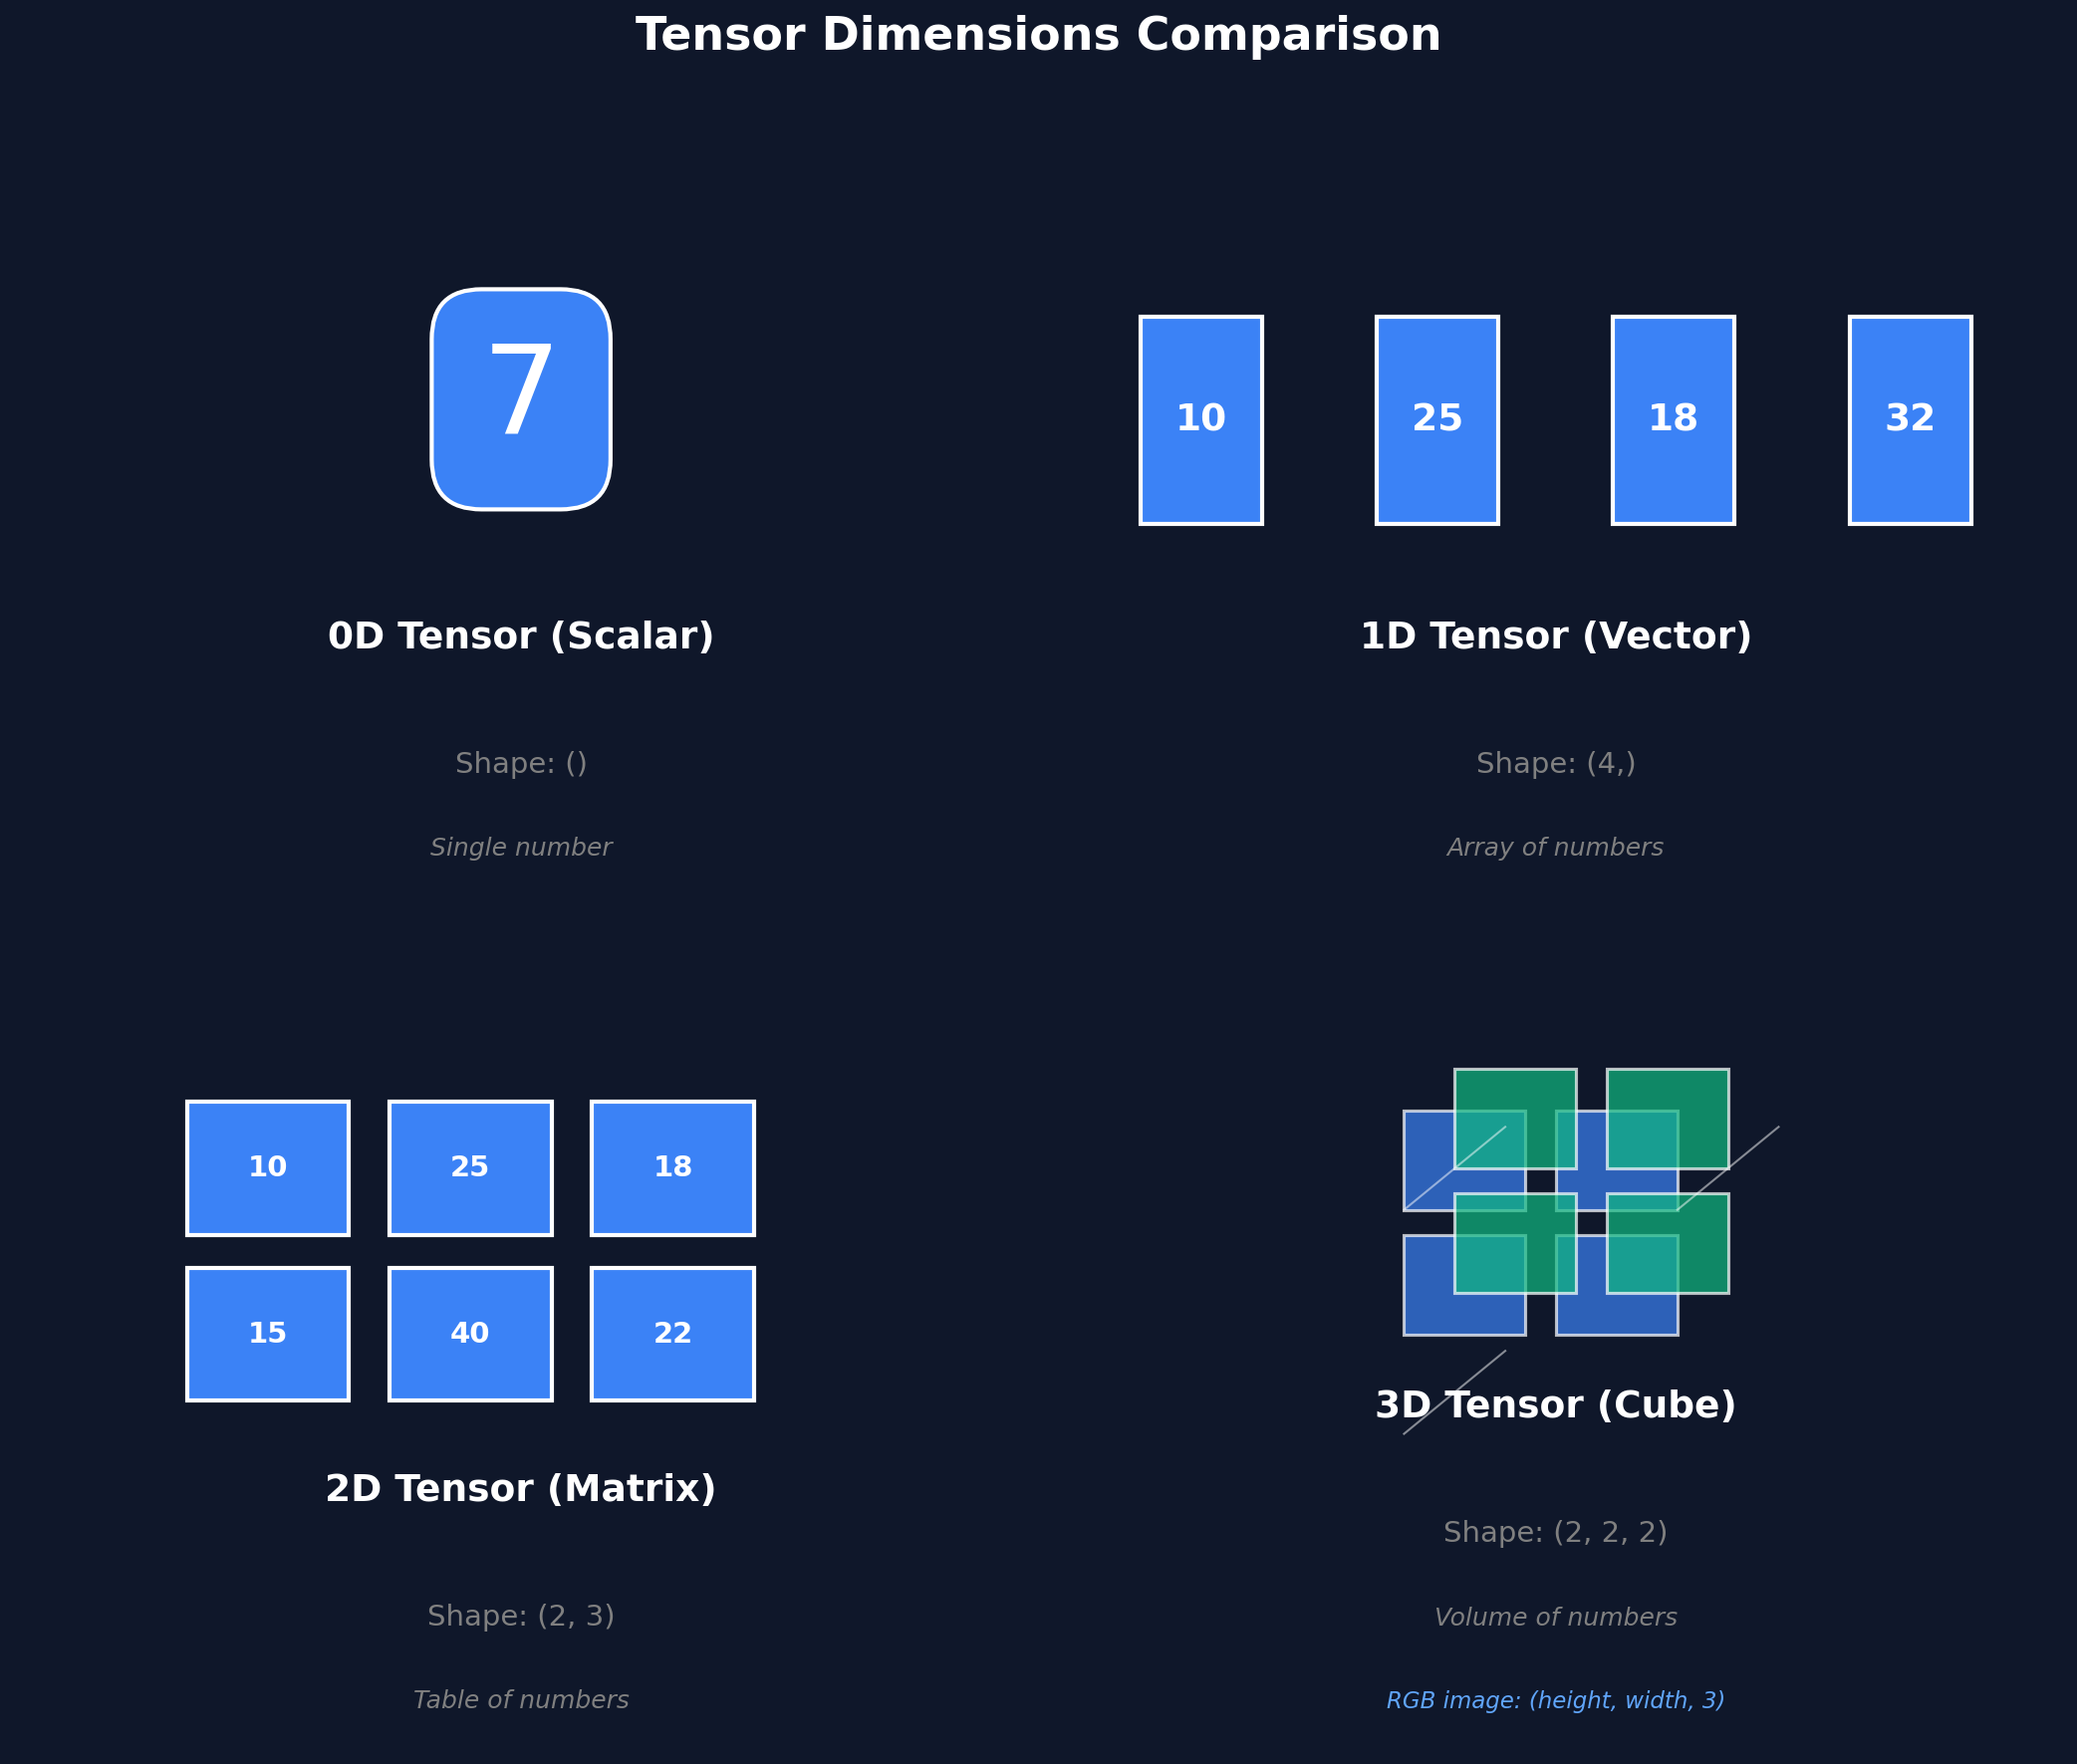 Tensor Dimensions Comparison
7
0D Tensor (Scalar)
Shape: ()
Single number
10 25 18 32
1D Tensor (Vector)
Shape: (4,)
Array of numbers
10 25 18
15 40 22
2D Tensor (Matrix)
Shape: (2, 3)
Table of numbers
3D Tensor (Cube)
Shape: (2, 2, 2)
Volume of numbers
RGB image: (height, width, 3)